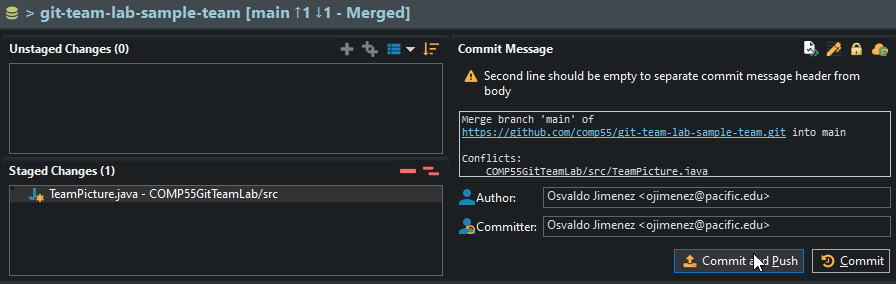 > git-team-lab-sample-team [main ↑1 ↓1 - Merged]
Unstaged Changes (0)
Staged Changes (1)
TeamPicture.java - COMP55GitTeamLab/src
Commit Message
Second line should be empty to separate commit message header from
body
Merge branch 'main' of
https://github.com/comp55/git-team-lab-sample-team.git into main
Conflicts:
COMP55GitTeamLab/src/TeamPicture.java
Author: Osvaldo Jimenez <ojimenez@pacific.edu>
Committer: Osvaldo Jimenez <ojimenez@pacific.edu>
Commit and Push Commit